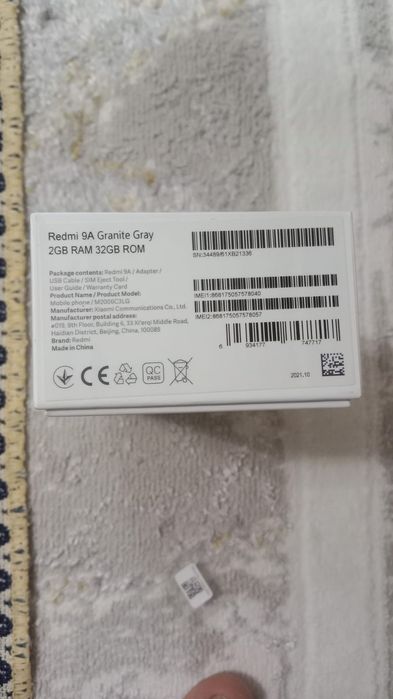 Redmi 9A Granite Gray
2GB RAM 32GB ROM
Package contents: Redmi 9A / Adapter /
USB Cable / SIM Eject Tool /
User Guide / Warranty Card
Product Name / Product Model:
Mobile phone / M2006C3LG
Manufacturer: Xiaomi Communications Co., Ltd.
Manufacturer postal address:
#019, 9th Floor, Building 6, 33 Xi'erqi Middle Road,
Haidian District, Beijing, China, 100085
Brand: Redmi
Made in China
CE
QC
PASS
SN:34489/61XB21336
IMEI1:868175057578040
IMEI2:868175057578057
6 934177 747717
2021.10